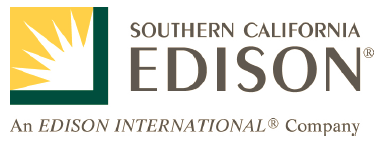 SOUTHERN CALIFORNIA
EDISON®
An EDISON INTERNATIONAL® Company